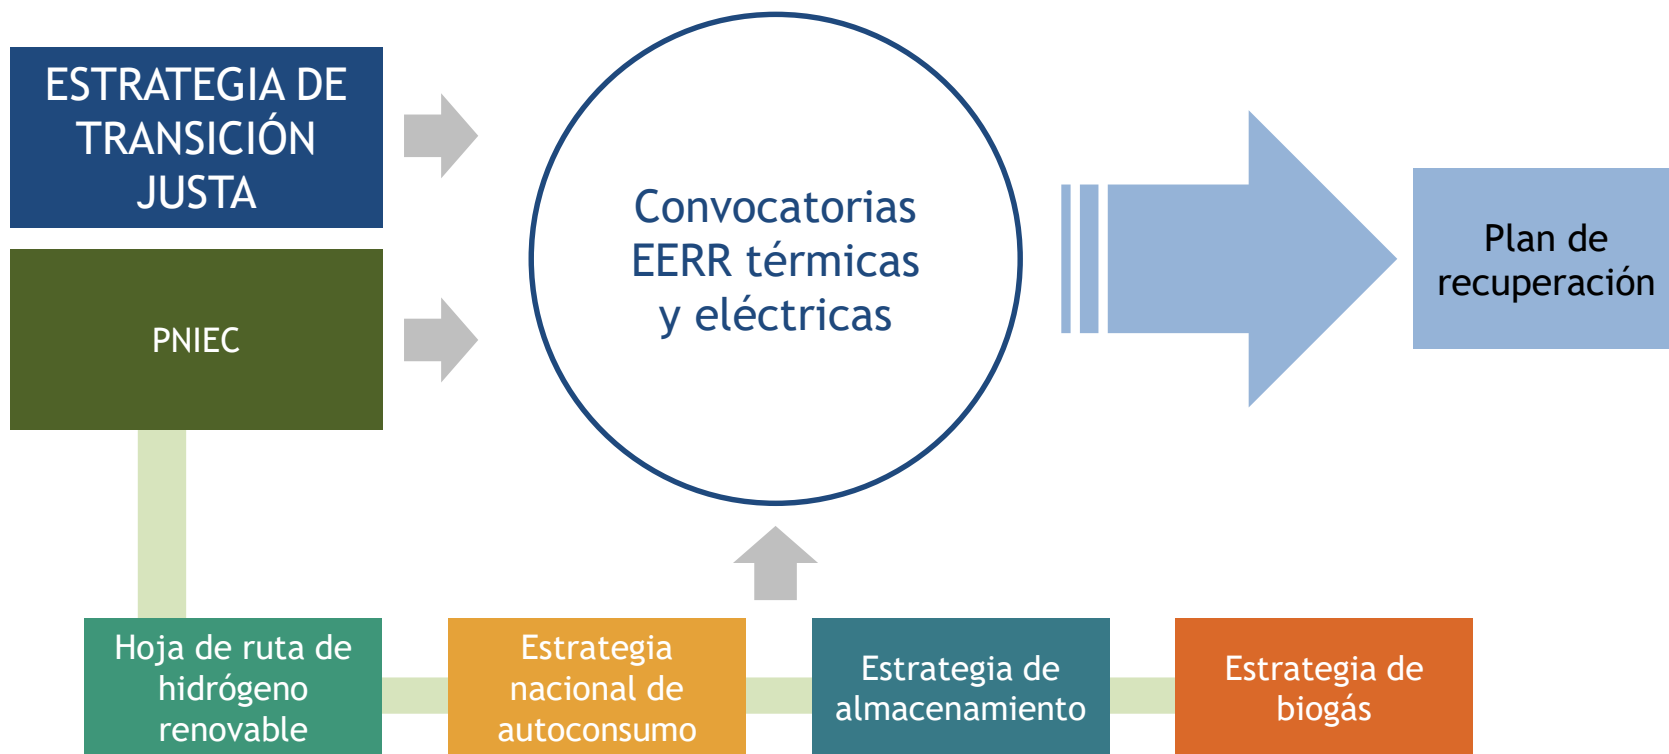 ESTRATEGIA DE
TRANSICIÓN
JUSTA
PNIEC
Convocatorias
EERR térmicas
y eléctricas
Plan de
recuperación
Hoja de ruta de
hidrógeno
renovable
Estrategia
nacional de
autoconsumo
Estrategia de
almacenamiento
Estrategia de
biogás